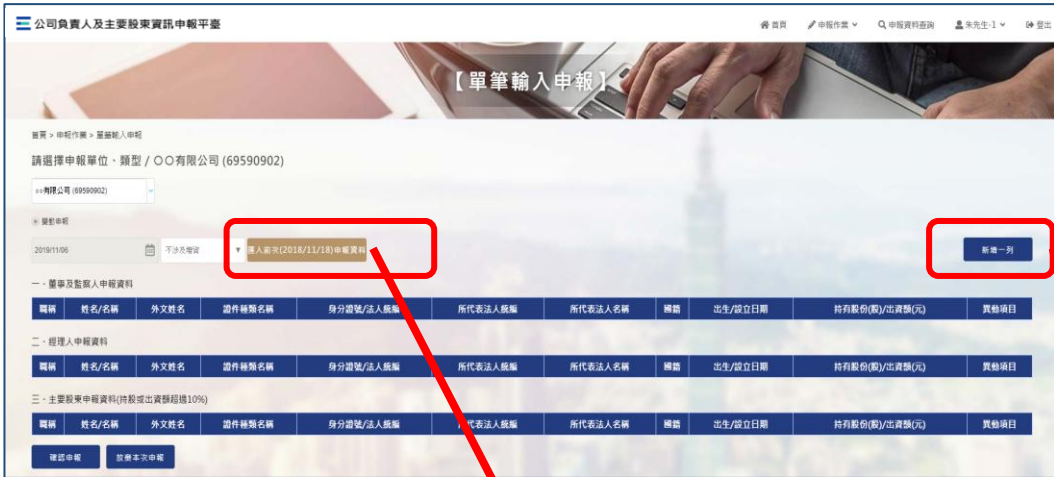 公司負責人及主要股東資訊申報平臺
首頁 申報作業 申報資料查詢 朱先生-1 登出
【單筆輸入申報】
首頁 > 申報作業 > 單筆輸入申報
請選擇申報單位、類型 / ○○有限公司 (69590902)
○○有限公司 (69590902)
變動申報
2019/11/06 不涉及增資 匯入前次(2018/11/18)申報資料 新增一列
一、董事及監察人申報資料
職稱 姓名/名稱 外文姓名 證件種類名稱 身分證號/法人統編 所代表法人統編 所代表法人名稱 國籍 出生/設立日期 持有股份(股)/出資額(元) 異動項目
二、經理人申報資料
職稱 姓名/名稱 外文姓名 證件種類名稱 身分證號/法人統編 所代表法人統編 所代表法人名稱 國籍 出生/設立日期 持有股份(股)/出資額(元) 異動項目
三、主要股東申報資料(持股或出資額超過10%)
職稱 姓名/名稱 外文姓名 證件種類名稱 身分證號/法人統編 所代表法人統編 所代表法人名稱 國籍 出生/設立日期 持有股份(股)/出資額(元) 異動項目
確認申報 放棄本次申報